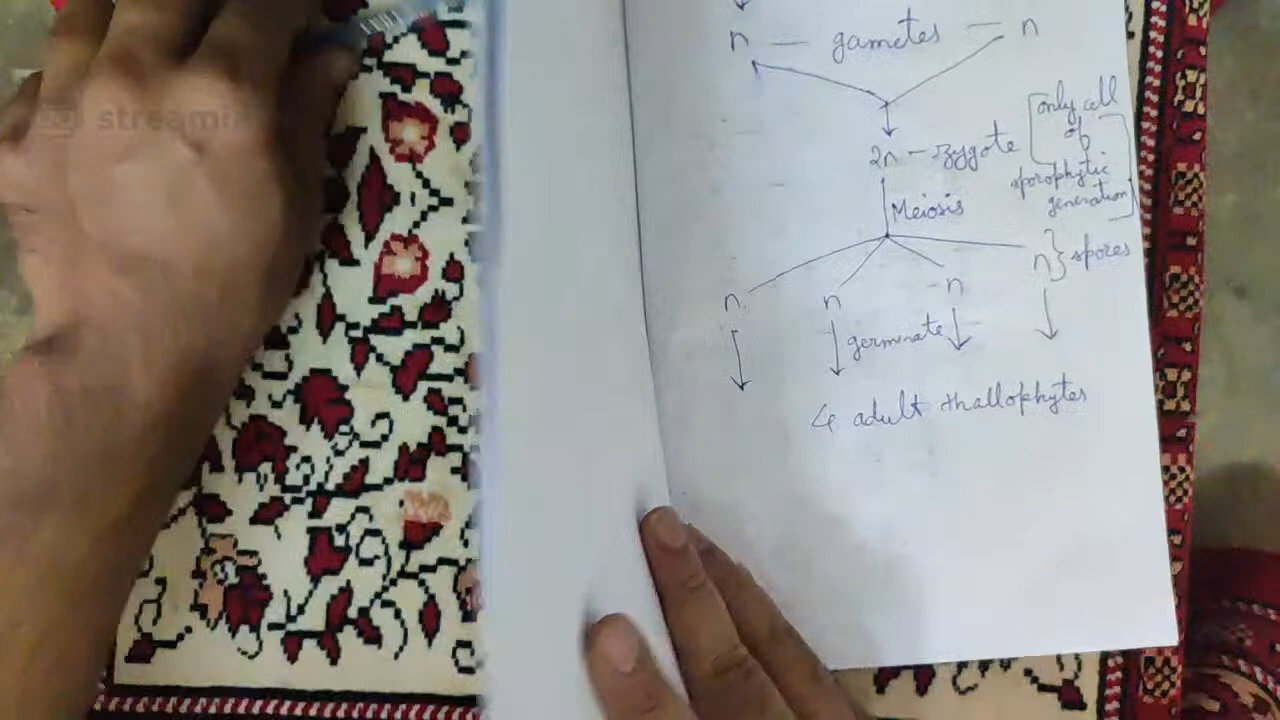 n — gametes — n
2n — zygote
[only cell
of
sporophytic
generation]
Meiosis
n n n n } spores
germinate
4 adult thallophytes